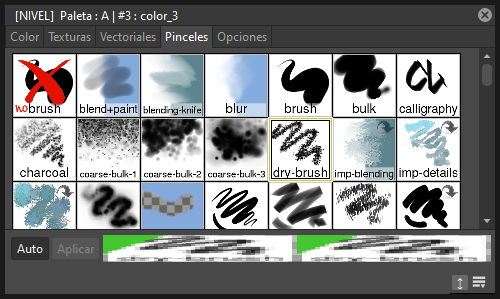 [NIVEL] Paleta : A | #3 : color_3
Color Texturas Vectoriales Pinceles Opciones
nobrush blend+paint blending-knife blur brush bulk calligraphy
charcoal coarse-bulk-1 coarse-bulk-2 coarse-bulk-3 dry-brush imp-blending imp-details
Auto Aplicar